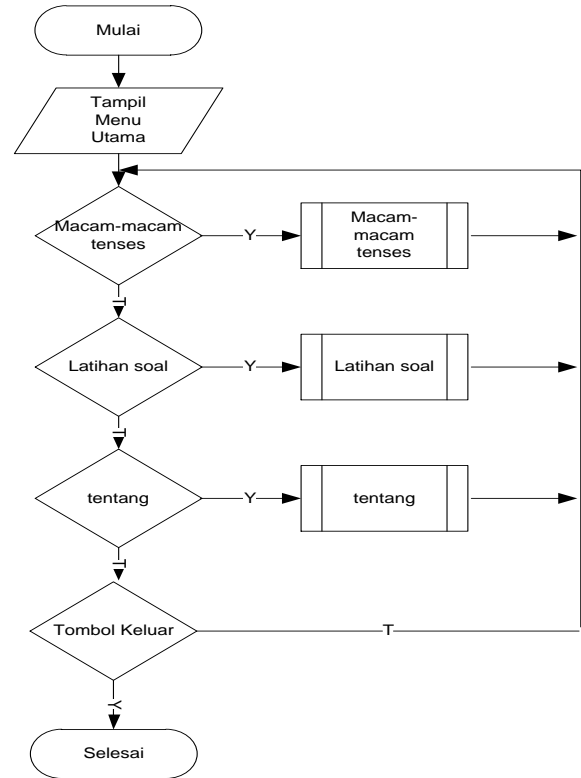 Mulai
Tampil
Menu
Utama
Macam-macam
tenses
Y
Macam-
macam
tenses
T
Latihan soal
Y
Latihan soal
T
tentang
Y
tentang
T
Tombol Keluar
T
Y
Selesai